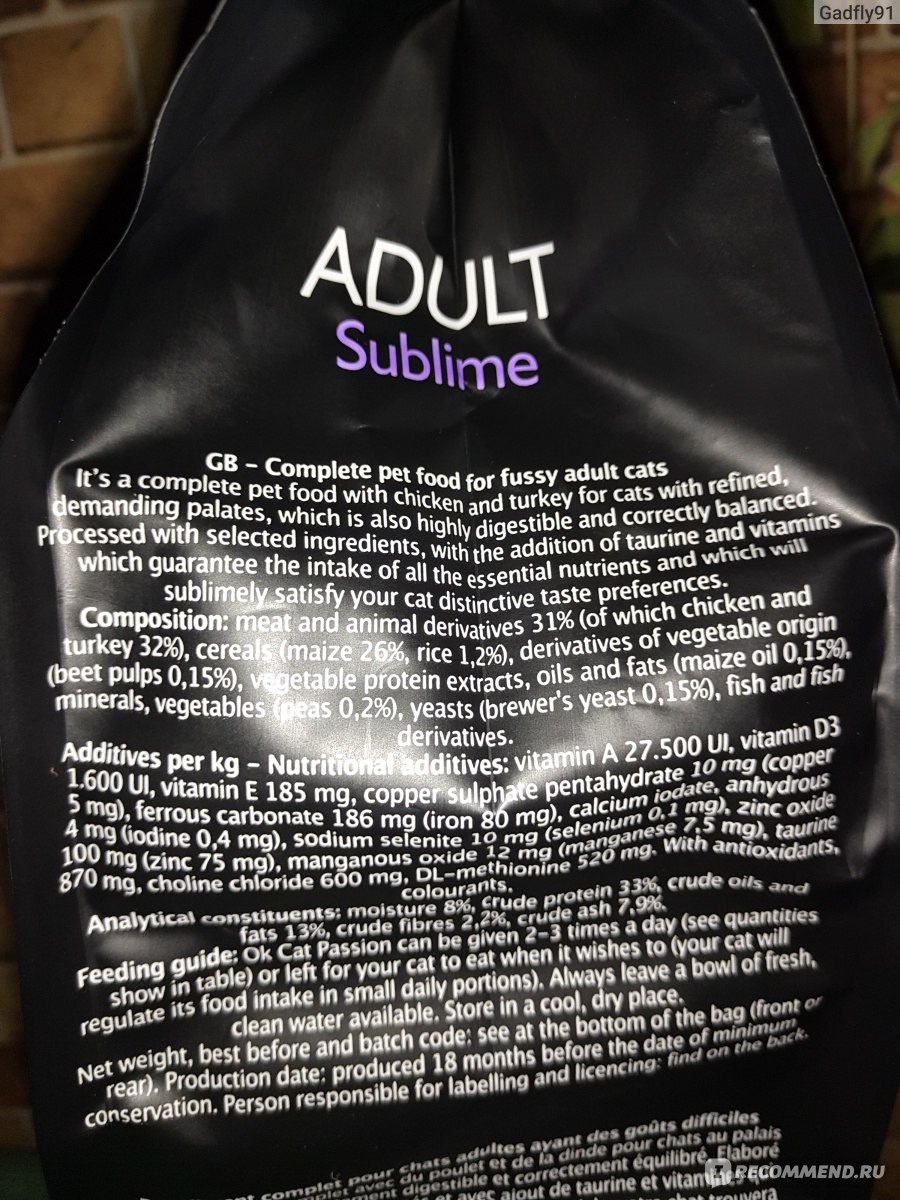 Gadfly91
ADULT
Sublime
GB – Complete pet food for fussy adult cats
It's a complete pet food with chicken and turkey for cats with refined,
demanding palates, which is also highly digestible and correctly balanced.
Processed with selected ingredients, with the addition of taurine and vitamins
which guarantee the intake of all the essential nutrients and which will
sublimely satisfy your cat distinctive taste preferences.
Composition: meat and animal derivatives 31% (of which chicken and
turkey 32%), cereals (maize 26%, rice 1,2%), derivatives of vegetable origin
(beet pulps 0,15%), vegetable protein extracts, oils and fats (maize oil 0,15%),
minerals, vegetables (peas 0,2%), yeasts (brewer's yeast 0,15%), fish and fish
derivatives.
Additives per kg – Nutritional additives: vitamin A 27.500 UI, vitamin D3
1.600 UI, vitamin E 185 mg, copper sulphate pentahydrate 10 mg (copper
5 mg), ferrous carbonate 186 mg (iron 80 mg), calcium iodate, anhydrous
4 mg (iodine 0,4 mg), sodium selenite 10 mg (selenium 0,1 mg), zinc oxide
100 mg (zinc 75 mg), manganous oxide 12 mg (manganese 7,5 mg), taurine
870 mg, choline chloride 600 mg, DL-methionine 520 mg. With antioxidants,
colourants.
Analytical constituents: moisture 8%, crude protein 33%, crude oils and
fats 13%, crude fibres 2,2%, crude ash 7,9%.
Feeding guide: Ok Cat Passion can be given 2-3 times a day (see quantities
show in table) or left for your cat to eat when it wishes to (your cat will
regulate its food intake in small daily portions). Always leave a bowl of fresh,
clean water available. Store in a cool, dry place.
Net weight, best before and batch code: see at the bottom of the bag (front or
rear). Production date: produced 18 months before the date of minimum
conservation. Person responsible for labelling and licencing: find on the back.
complet pour chats adultes ayant des goûts difficiles
avec du poulet et de la dinde pour chats au palais
digestible et correctement équilibré. Élaboré
avec ajout de taurine et
IRECOMMEND.RU